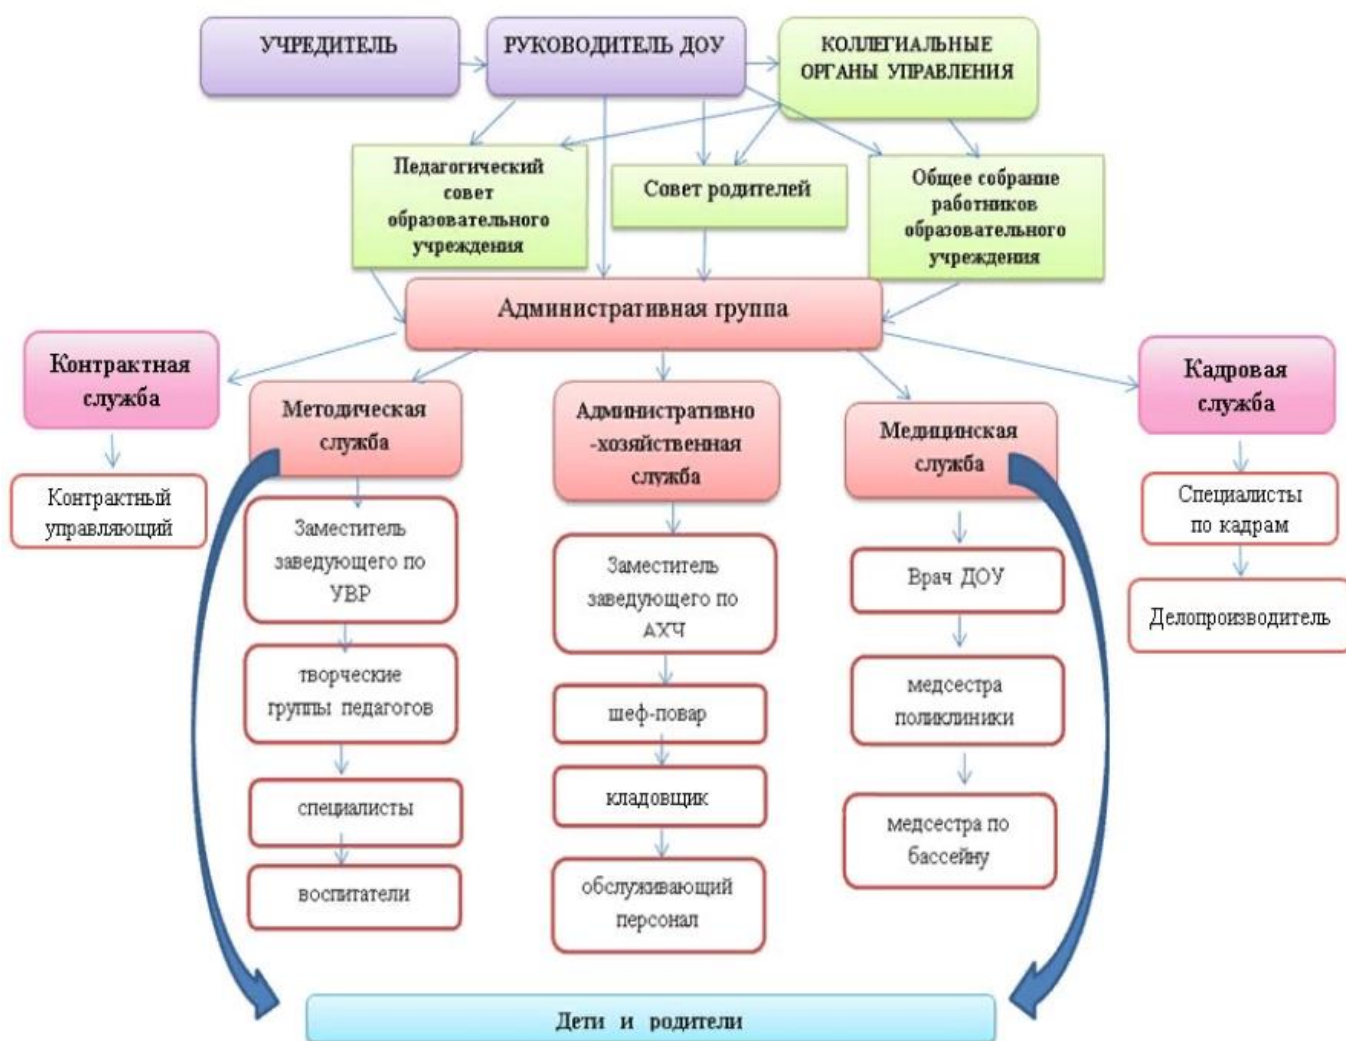 УЧРЕДИТЕЛЬ
РУКОВОДИТЕЛЬ ДОУ
КОЛЛЕГИАЛЬНЫЕ
ОРГАНЫ УПРАВЛЕНИЯ
Педагогический
совет
образовательного
учреждения
Совет родителей
Общее собрание
работников
образовательного
учреждения
Административная группа
Контрактная
служба
Методическая
служба
Административно
-хозяйственная
служба
Медицинская
служба
Кадровая
служба
Контрактный
управляющий
Заместитель
заведующего по
УВР
творческие
группы педагогов
специалисты
воспитатели
Заместитель
заведующего по
АХЧ
шеф-повар
кладовщик
обслуживающий
персонал
Врач ДОУ
медсестра
поликлиники
медсестра по
бассейну
Специалисты
по кадрам
Делопроизводитель
Дети и родители